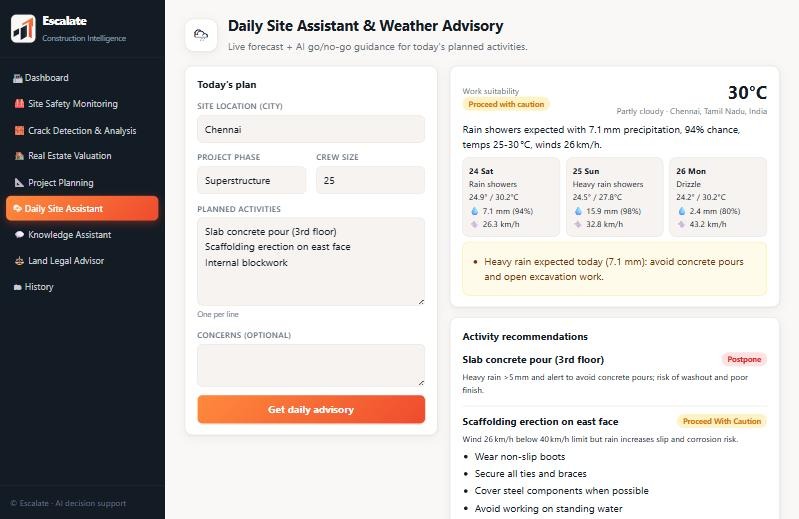 Escalate
Construction Intelligence
Dashboard
Site Safety Monitoring
Crack Detection & Analysis
Real Estate Valuation
Project Planning
Daily Site Assistant
Knowledge Assistant
Land Legal Advisor
History
© Escalate · AI decision support
Daily Site Assistant & Weather Advisory
Live forecast + AI go/no-go guidance for today's planned activities.
Today's plan
SITE LOCATION (CITY)
Chennai
PROJECT PHASE
CREW SIZE
Superstructure
25
PLANNED ACTIVITIES
Slab concrete pour (3rd floor)
Scaffolding erection on east face
Internal blockwork
One per line
CONCERNS (OPTIONAL)
Get daily advisory
Work suitability
Proceed with caution
30°C
Partly cloudy · Chennai, Tamil Nadu, India
Rain showers expected with 7.1 mm precipitation, 94% chance,
temps 25-30 °C, winds 26 km/h.
24 Sat
Rain showers
24.9° / 30.2°C
7.1 mm (94%)
26.3 km/h
25 Sun
Heavy rain showers
24.5° / 27.8°C
15.9 mm (98%)
32.8 km/h
26 Mon
Drizzle
24.2° / 30.2°C
2.4 mm (80%)
43.2 km/h
• Heavy rain expected today (7.1 mm): avoid concrete pours
and open excavation work.
Activity recommendations
Slab concrete pour (3rd floor)
Postpone
Heavy rain >5 mm and alert to avoid concrete pours; risk of washout and poor
finish.
Scaffolding erection on east face
Proceed With Caution
Wind 26 km/h below 40 km/h limit but rain increases slip and corrosion risk.
• Wear non-slip boots
• Secure all ties and braces
• Cover steel components when possible
• Avoid working on standing water